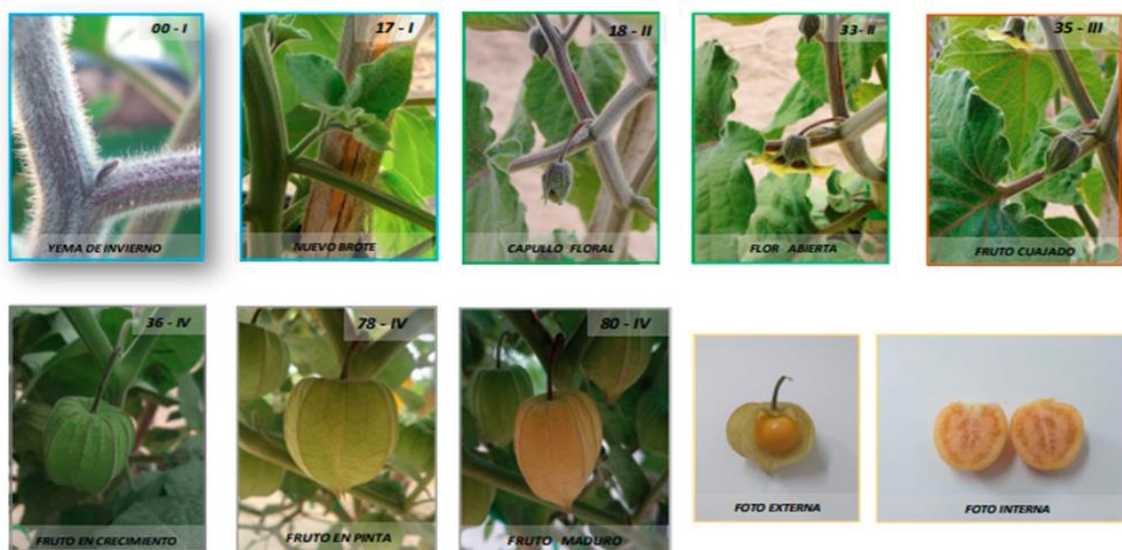 00 - I
YEMA DE INVIERNO
17 - I
NUEVO BROTE
18 - II
CAPULLO FLORAL
33- II
FLOR ABIERTA
35 - III
FRUTO CUAJADO
36 - IV
FRUTO EN CRECIMIENTO
78 - IV
FRUTO EN PINTA
80 - IV
FRUTO MADURO
FOTO EXTERNA
FOTO INTERNA